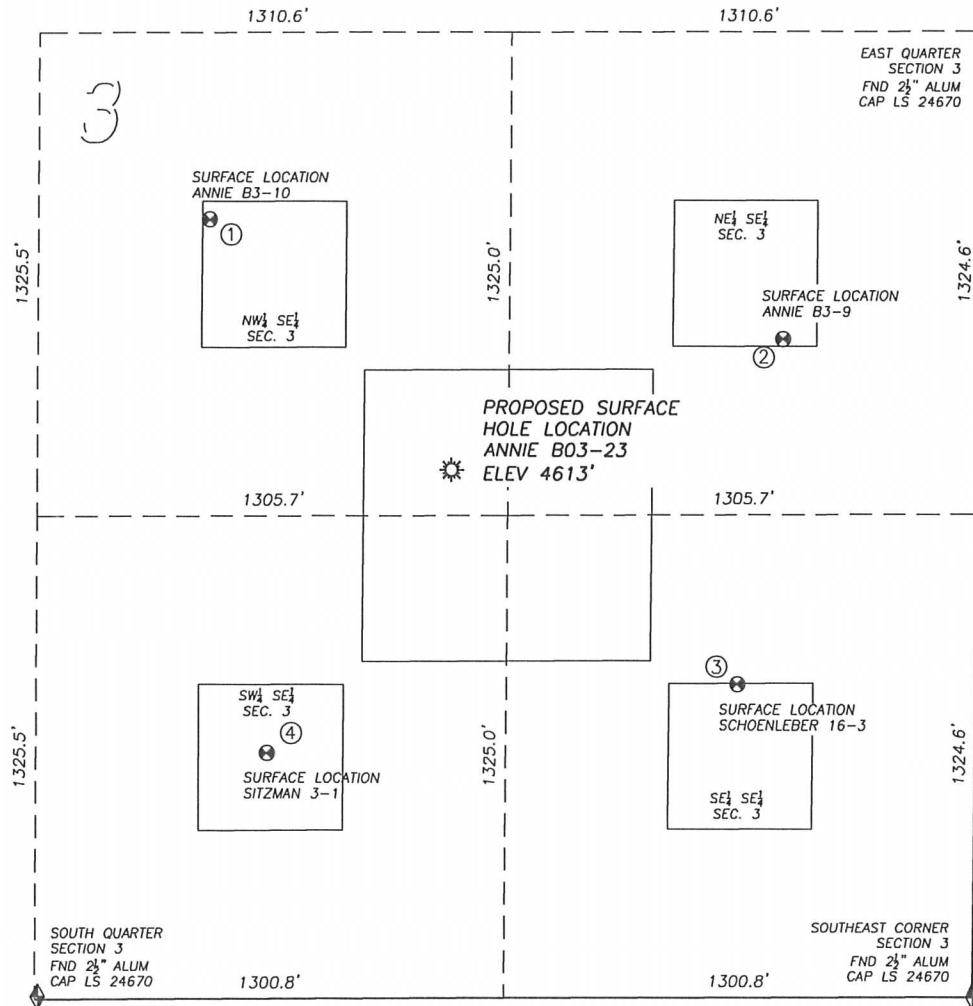 1310.6'
1310.6'
EAST QUARTER
SECTION 3
FND 2½" ALUM
CAP LS 24670
3
SURFACE LOCATION
ANNIE B3-10
①
NW¼ SE¼
SEC. 3
NE¼ SE¼
SEC. 3
SURFACE LOCATION
ANNIE B3-9
②
1325.5'
1325.0'
1324.6'
PROPOSED SURFACE
HOLE LOCATION
ANNIE B03-23
ELEV 4613'
1305.7'
1305.7'
SW¼ SE¼
SEC. 3
④
SURFACE LOCATION
SITZMAN 3-1
③
SURFACE LOCATION
SCHOENLEBER 16-3
SE¼ SE¼
SEC. 3
1325.5'
1325.0'
1324.6'
SOUTH QUARTER
SECTION 3
FND 2½" ALUM
CAP LS 24670
SOUTHEAST CORNER
SECTION 3
FND 2½" ALUM
CAP LS 24670
1300.8'
1300.8'